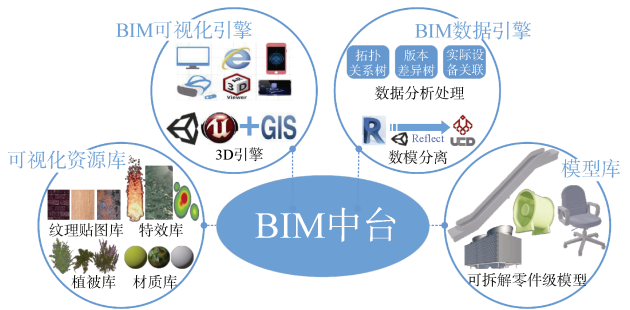 BIM可视化引擎
3D
Viewer
+GIS
3D引擎
BIM数据引擎
拓扑
关系树
版本
差异树
实际设
备关联
数据分析处理
R
Reflect
UED
数模分离
可视化资源库
纹理贴图库
特效库
植被库
材质库
BIM中台
模型库
可拆解零件级模型